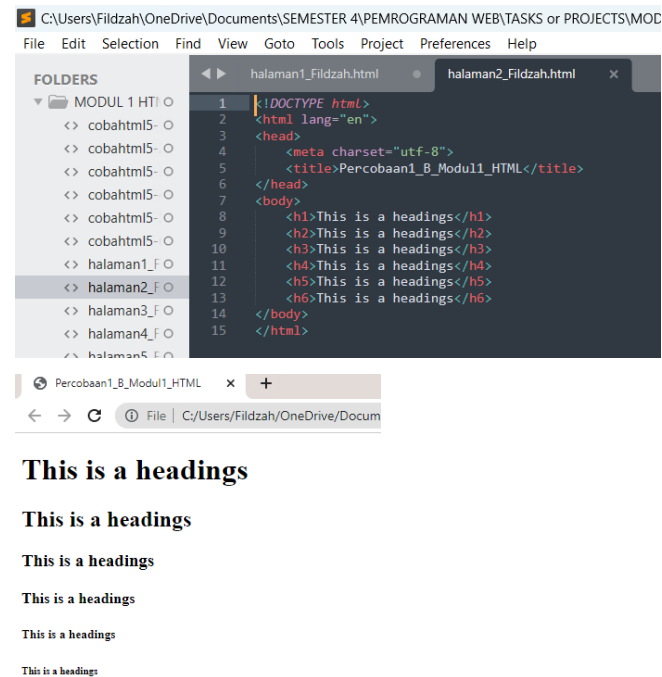 C:\Users\Fildzah\OneDrive\Documents\SEMESTER 4\PEMROGRAMAN WEB\TASKS or PROJECTS\MOD
File Edit Selection Find View Goto Tools Project Preferences Help
FOLDERS
MODUL 1 HTI
cobahtml5-
cobahtml5-
cobahtml5-
cobahtml5-
cobahtml5-
cobahtml5-
halaman1_F
halaman2_F
halaman3_F
halaman4_F
halaman5_F
halaman1_Fildzah.html halaman2_Fildzah.html ×
1 <!DOCTYPE html>
2 <html lang="en">
3 <head>
4 <meta charset="utf-8">
5 <title>Percobaan1_B_Modul1_HTML</title>
6 </head>
7 <body>
8 <h1>This is a headings</h1>
9 <h2>This is a headings</h2>
10 <h3>This is a headings</h3>
11 <h4>This is a headings</h4>
12 <h5>This is a headings</h5>
13 <h6>This is a headings</h6>
14 </body>
15 </html>
Percobaan1_B_Modul1_HTML × +
File | C:/Users/Fildzah/OneDrive/Docum
This is a headings
This is a headings
This is a headings
This is a headings
This is a headings
This is a headings